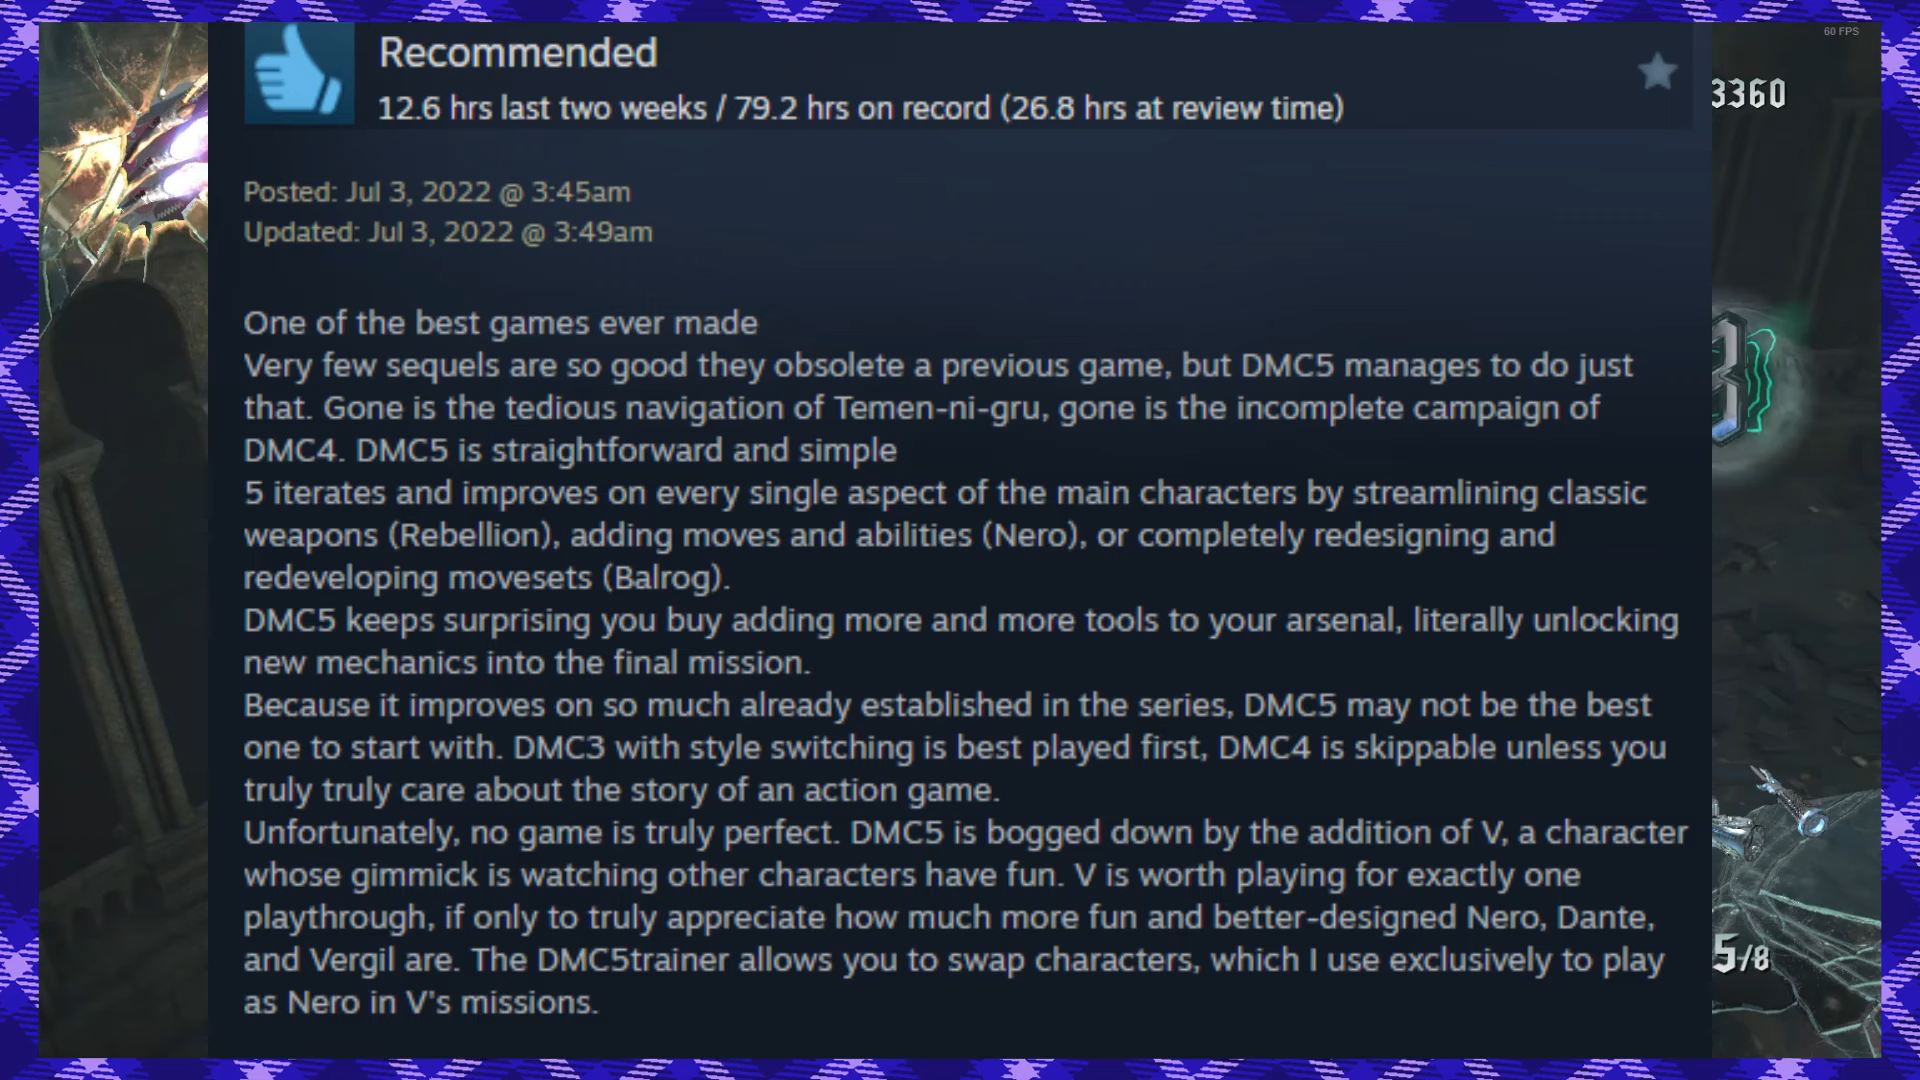 60 FPS
Recommended
12.6 hrs last two weeks / 79.2 hrs on record (26.8 hrs at review time)
3360
Posted: Jul 3, 2022 @ 3:45am
Updated: Jul 3, 2022 @ 3:49am
One of the best games ever made
Very few sequels are so good they obsolete a previous game, but DMC5 manages to do just
that. Gone is the tedious navigation of Temen-ni-gru, gone is the incomplete campaign of
DMC4. DMC5 is straightforward and simple
5 iterates and improves on every single aspect of the main characters by streamlining classic
weapons (Rebellion), adding moves and abilities (Nero), or completely redesigning and
redeveloping movesets (Balrog).
DMC5 keeps surprising you buy adding more and more tools to your arsenal, literally unlocking
new mechanics into the final mission.
Because it improves on so much already established in the series, DMC5 may not be the best
one to start with. DMC3 with style switching is best played first, DMC4 is skippable unless you
truly truly care about the story of an action game.
Unfortunately, no game is truly perfect. DMC5 is bogged down by the addition of V, a character
whose gimmick is watching other characters have fun. V is worth playing for exactly one
playthrough, if only to truly appreciate how much more fun and better-designed Nero, Dante,
and Vergil are. The DMC5trainer allows you to swap characters, which I use exclusively to play
as Nero in V's missions.
5/8